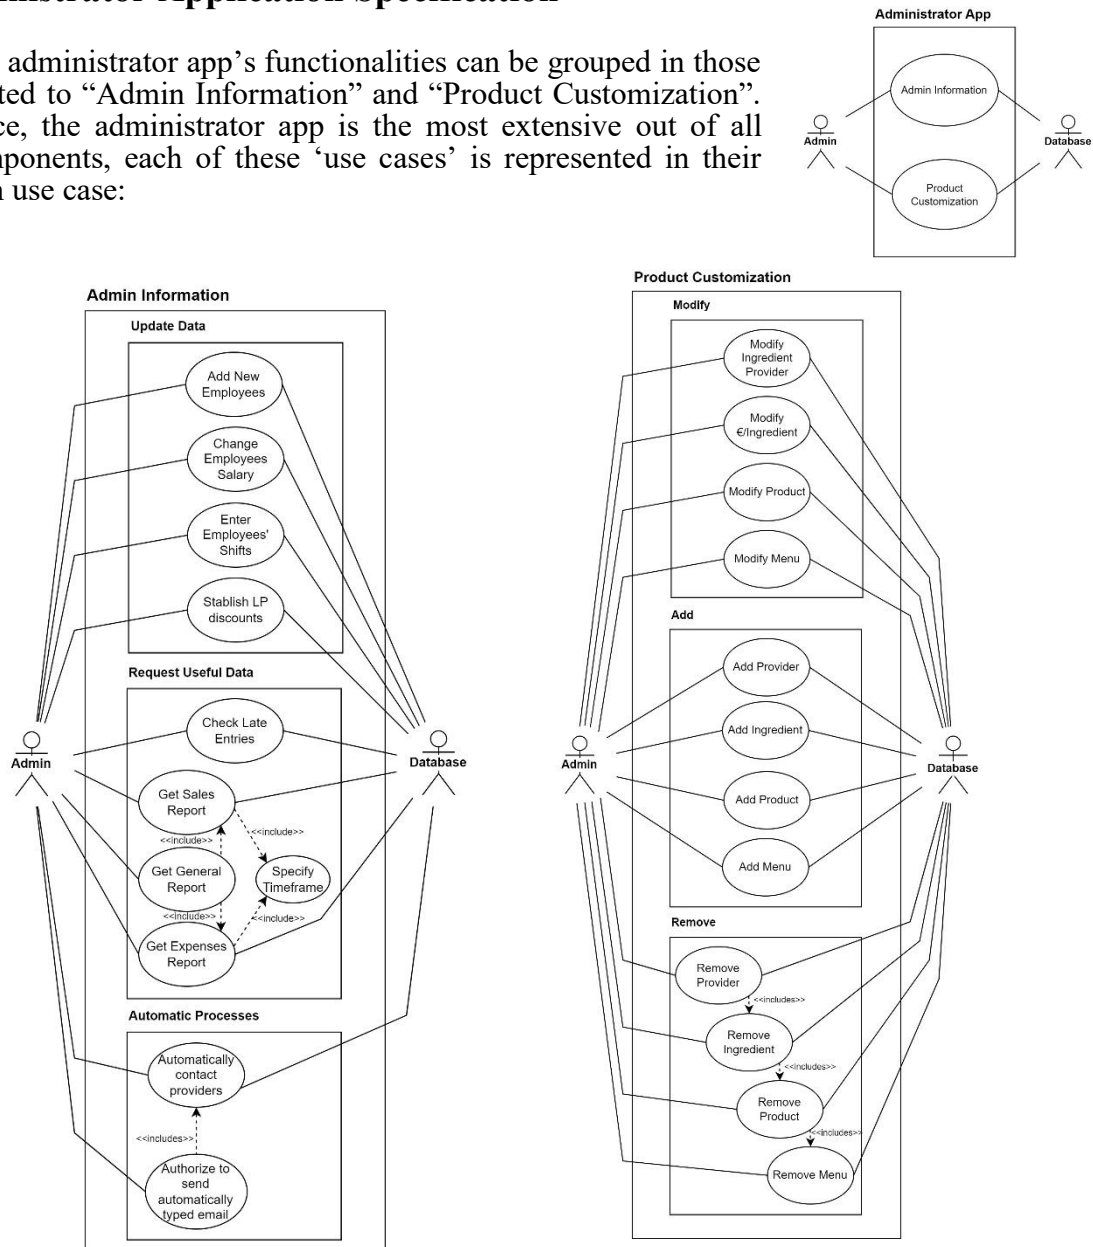 Application Specification
administrator app's functionalities can be grouped in those
to "Admin Information" and "Product Customization".
the administrator app is the most extensive out of all
each of these 'use cases' is represented in their
use case:
Administrator App
Admin Information
Admin
Database
Product
Customization
Admin Information
Update Data
Add New
Employees
Change
Employees
Salary
Enter
Employees'
Shifts
Stablish LP
discounts
Request Useful Data
Check Late
Entries
Admin
Database
Get Sales
Report
<<include>>
<<include>>
Get General
Report
Specify
Timeframe
<<include>>
<<include>>
Get Expenses
Report
Automatic Processes
Automatically
contact
providers
<<includes>>
Authorize to
send
automatically
typed email
Product Customization
Modify
Modify
Ingredient
Provider
Modify
€/Ingredient
Modify Product
Modify Menu
Add
Add Provider
Add Ingredient
Admin
Database
Add Product
Add Menu
Remove
Remove
Provider
<<includes>>
Remove
Ingredient
<<includes>>
Remove
Product
<<includes>>
Remove Menu